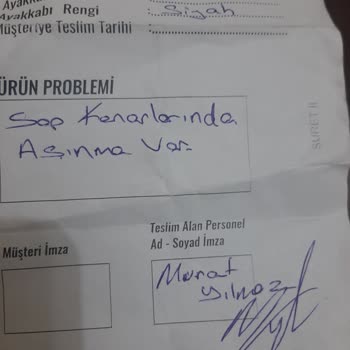 Ayakkabı Rengi : Siyah
Müşteriye Teslim Tarihi :
ÜRÜN PROBLEMİ
Sap Kenarlarında
Aşınma Var.
SURET II
Müşteri İmza
Teslim Alan Personel
Ad - Soyad İmza
Murat
Yılmaz